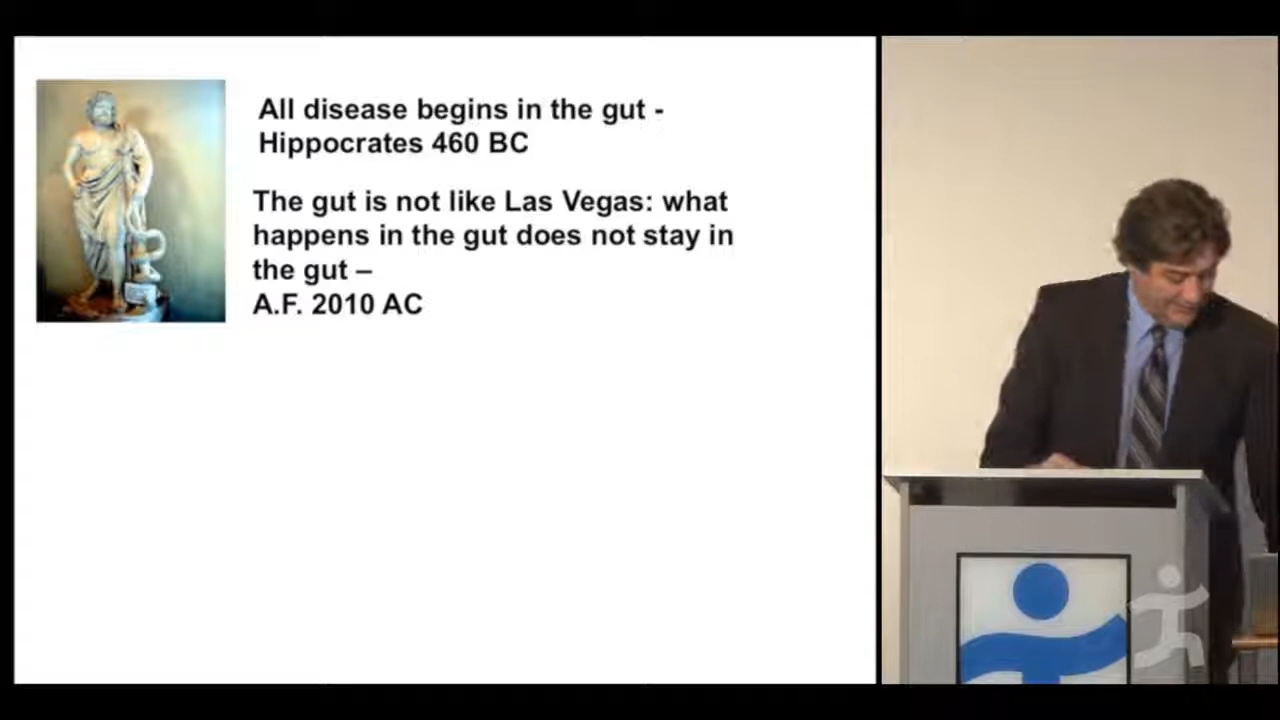 All disease begins in the gut -
Hippocrates 460 BC
The gut is not like Las Vegas: what
happens in the gut does not stay in
the gut –
A.F. 2010 AC